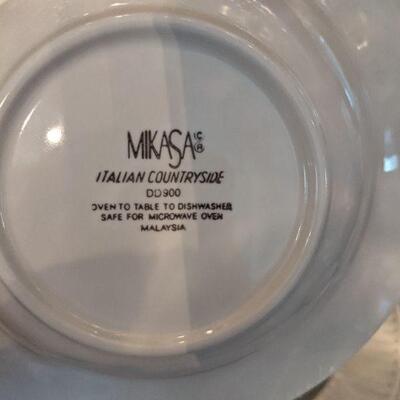 MIKASA ©®
ITALIAN COUNTRYSIDE
DD900
OVEN TO TABLE TO DISHWASHER
SAFE FOR MICROWAVE OVEN
MALAYSIA